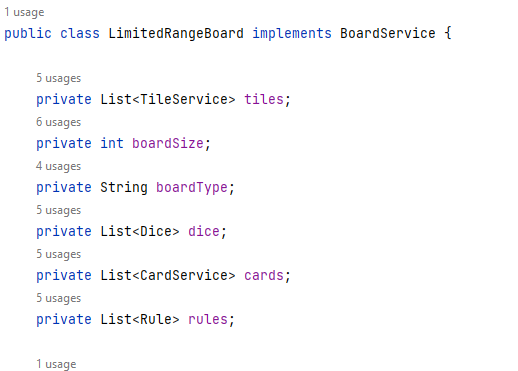 1 usage
public class LimitedRangeBoard implements BoardService {
5 usages
private List<TileService> tiles;
6 usages
private int boardSize;
4 usages
private String boardType;
5 usages
private List<Dice> dice;
5 usages
private List<CardService> cards;
5 usages
private List<Rule> rules;
1 usage